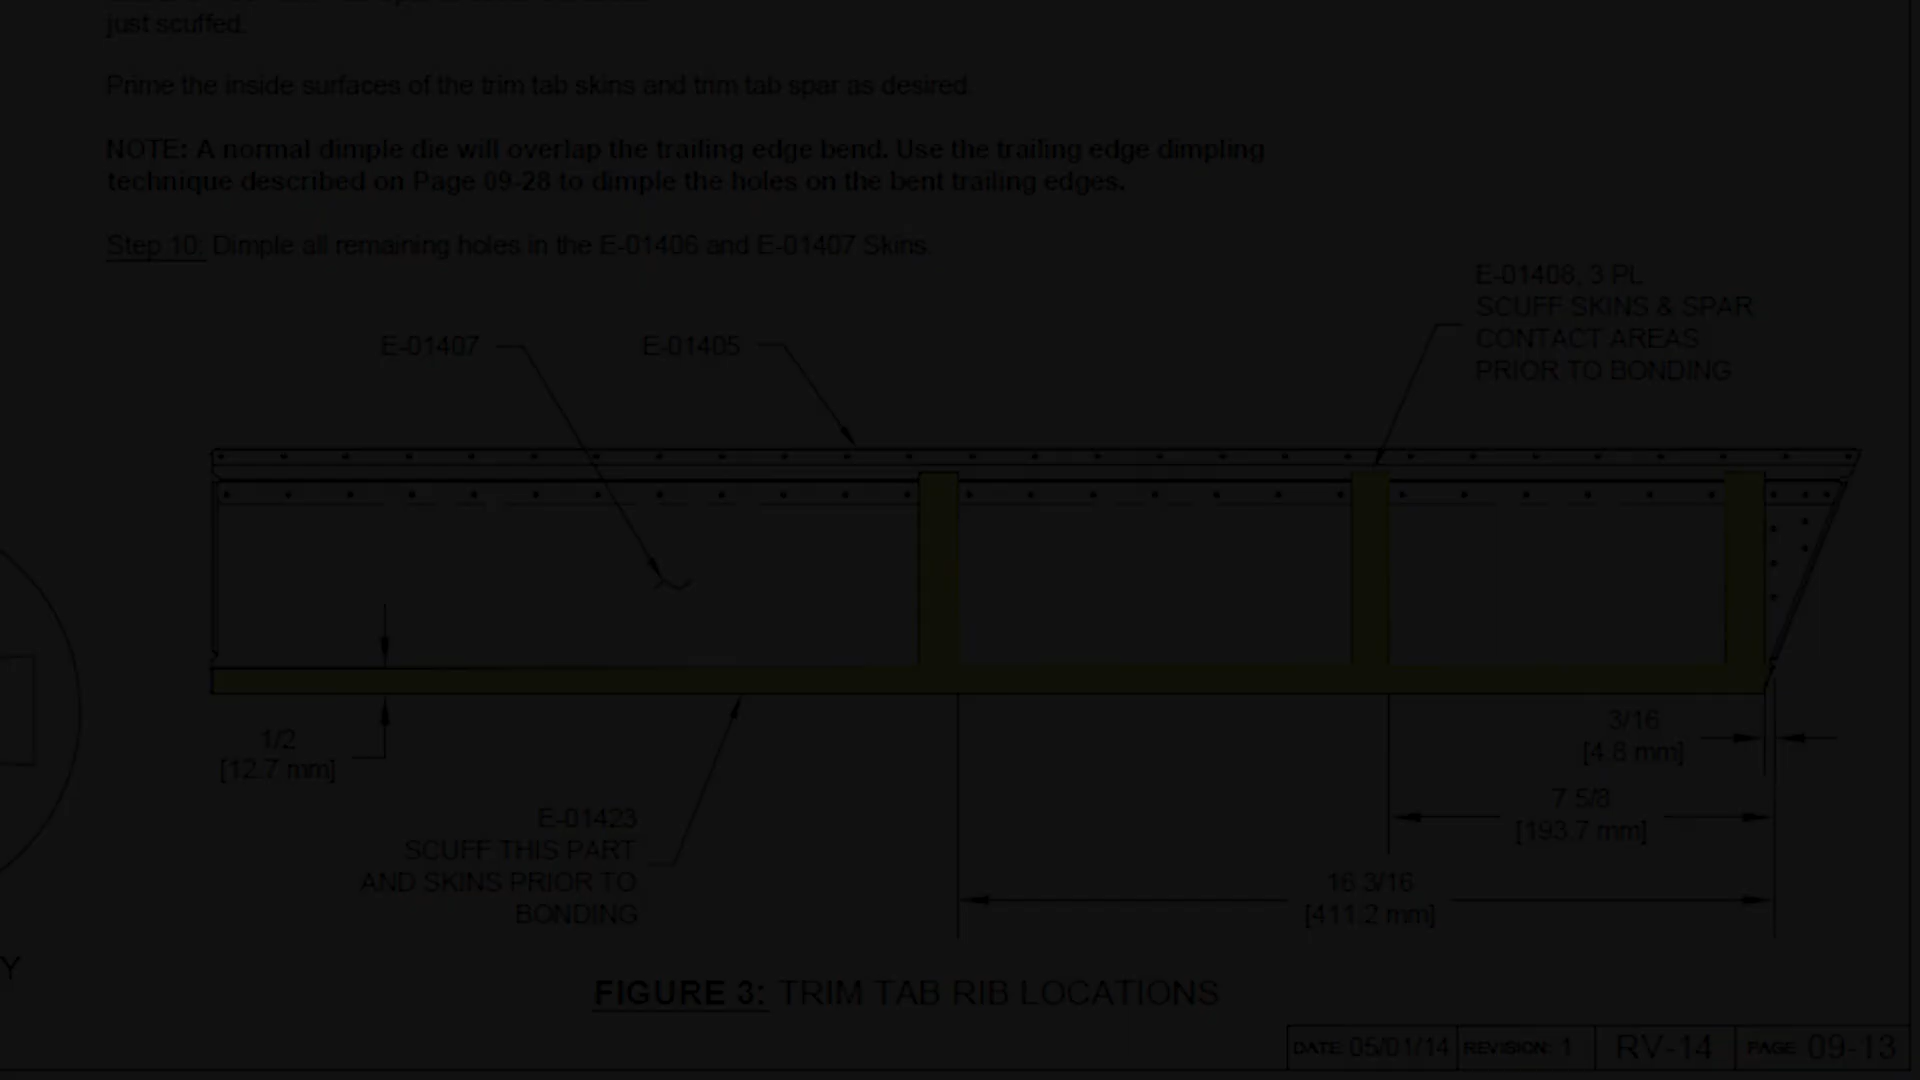 just scuffed.
Prime the inside surfaces of the trim tab skins and trim tab spar as desired.
NOTE: A normal dimple die will overlap the trailing edge bend. Use the trailing edge dimpling
technique described on Page 09-28 to dimple the holes on the bent trailing edges.
Step 10: Dimple all remaining holes in the E-01406 and E-01407 Skins.
E-01408, 3 PL
SCUFF SKINS & SPAR
CONTACT AREAS
PRIOR TO BONDING
E-01407
E-01405
1/2
[12.7 mm]
3/16
[4.8 mm]
7 5/8
[193.7 mm]
E-01423
SCUFF THIS PART
AND SKINS PRIOR TO
BONDING
16 3/16
[411.2 mm]
Y
FIGURE 3: TRIM TAB RIB LOCATIONS
DATE: 05/01/14 REVISION: 1 RV-14 PAGE: 09-13